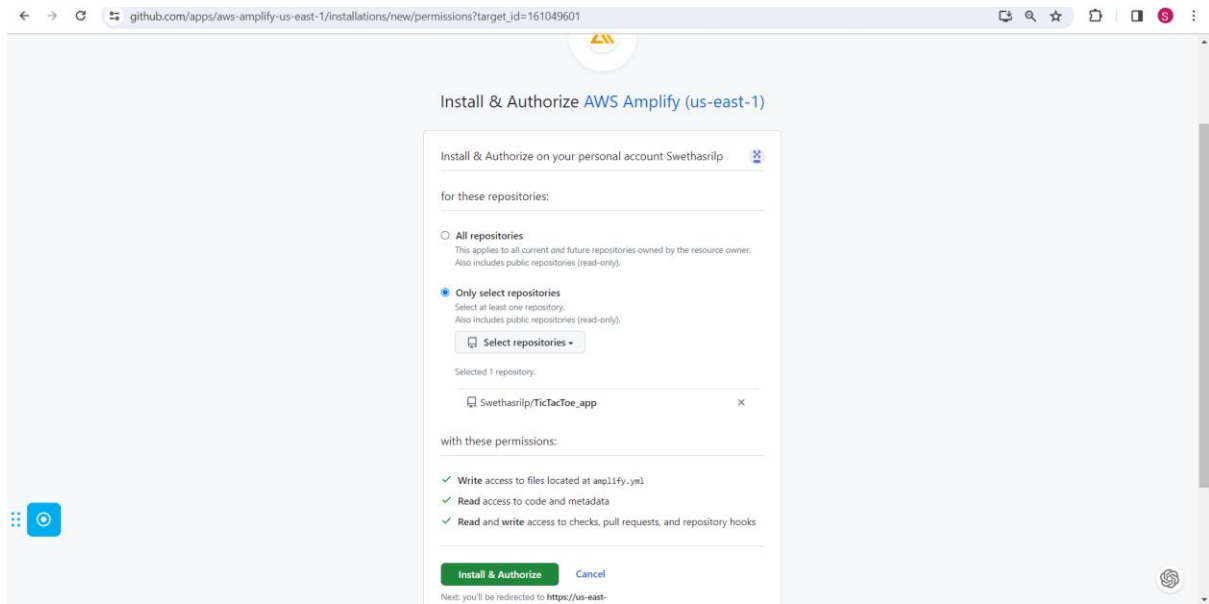 github.com/apps/aws-amplify-us-east-1/installations/new/permissions?target_id=161049601
S
Install & Authorize AWS Amplify (us-east-1)
Install & Authorize on your personal account Swethasrilp
for these repositories:
All repositories
This applies to all current and future repositories owned by the resource owner.
Also includes public repositories (read-only).
Only select repositories
Select at least one repository.
Also includes public repositories (read-only).
Select repositories
Selected 1 repository.
Swethasrilp/TicTacToe_app
with these permissions:
Write access to files located at amplify.yml
Read access to code and metadata
Read and write access to checks, pull requests, and repository hooks
Install & Authorize Cancel
Next: you'll be redirected to https://us-east-